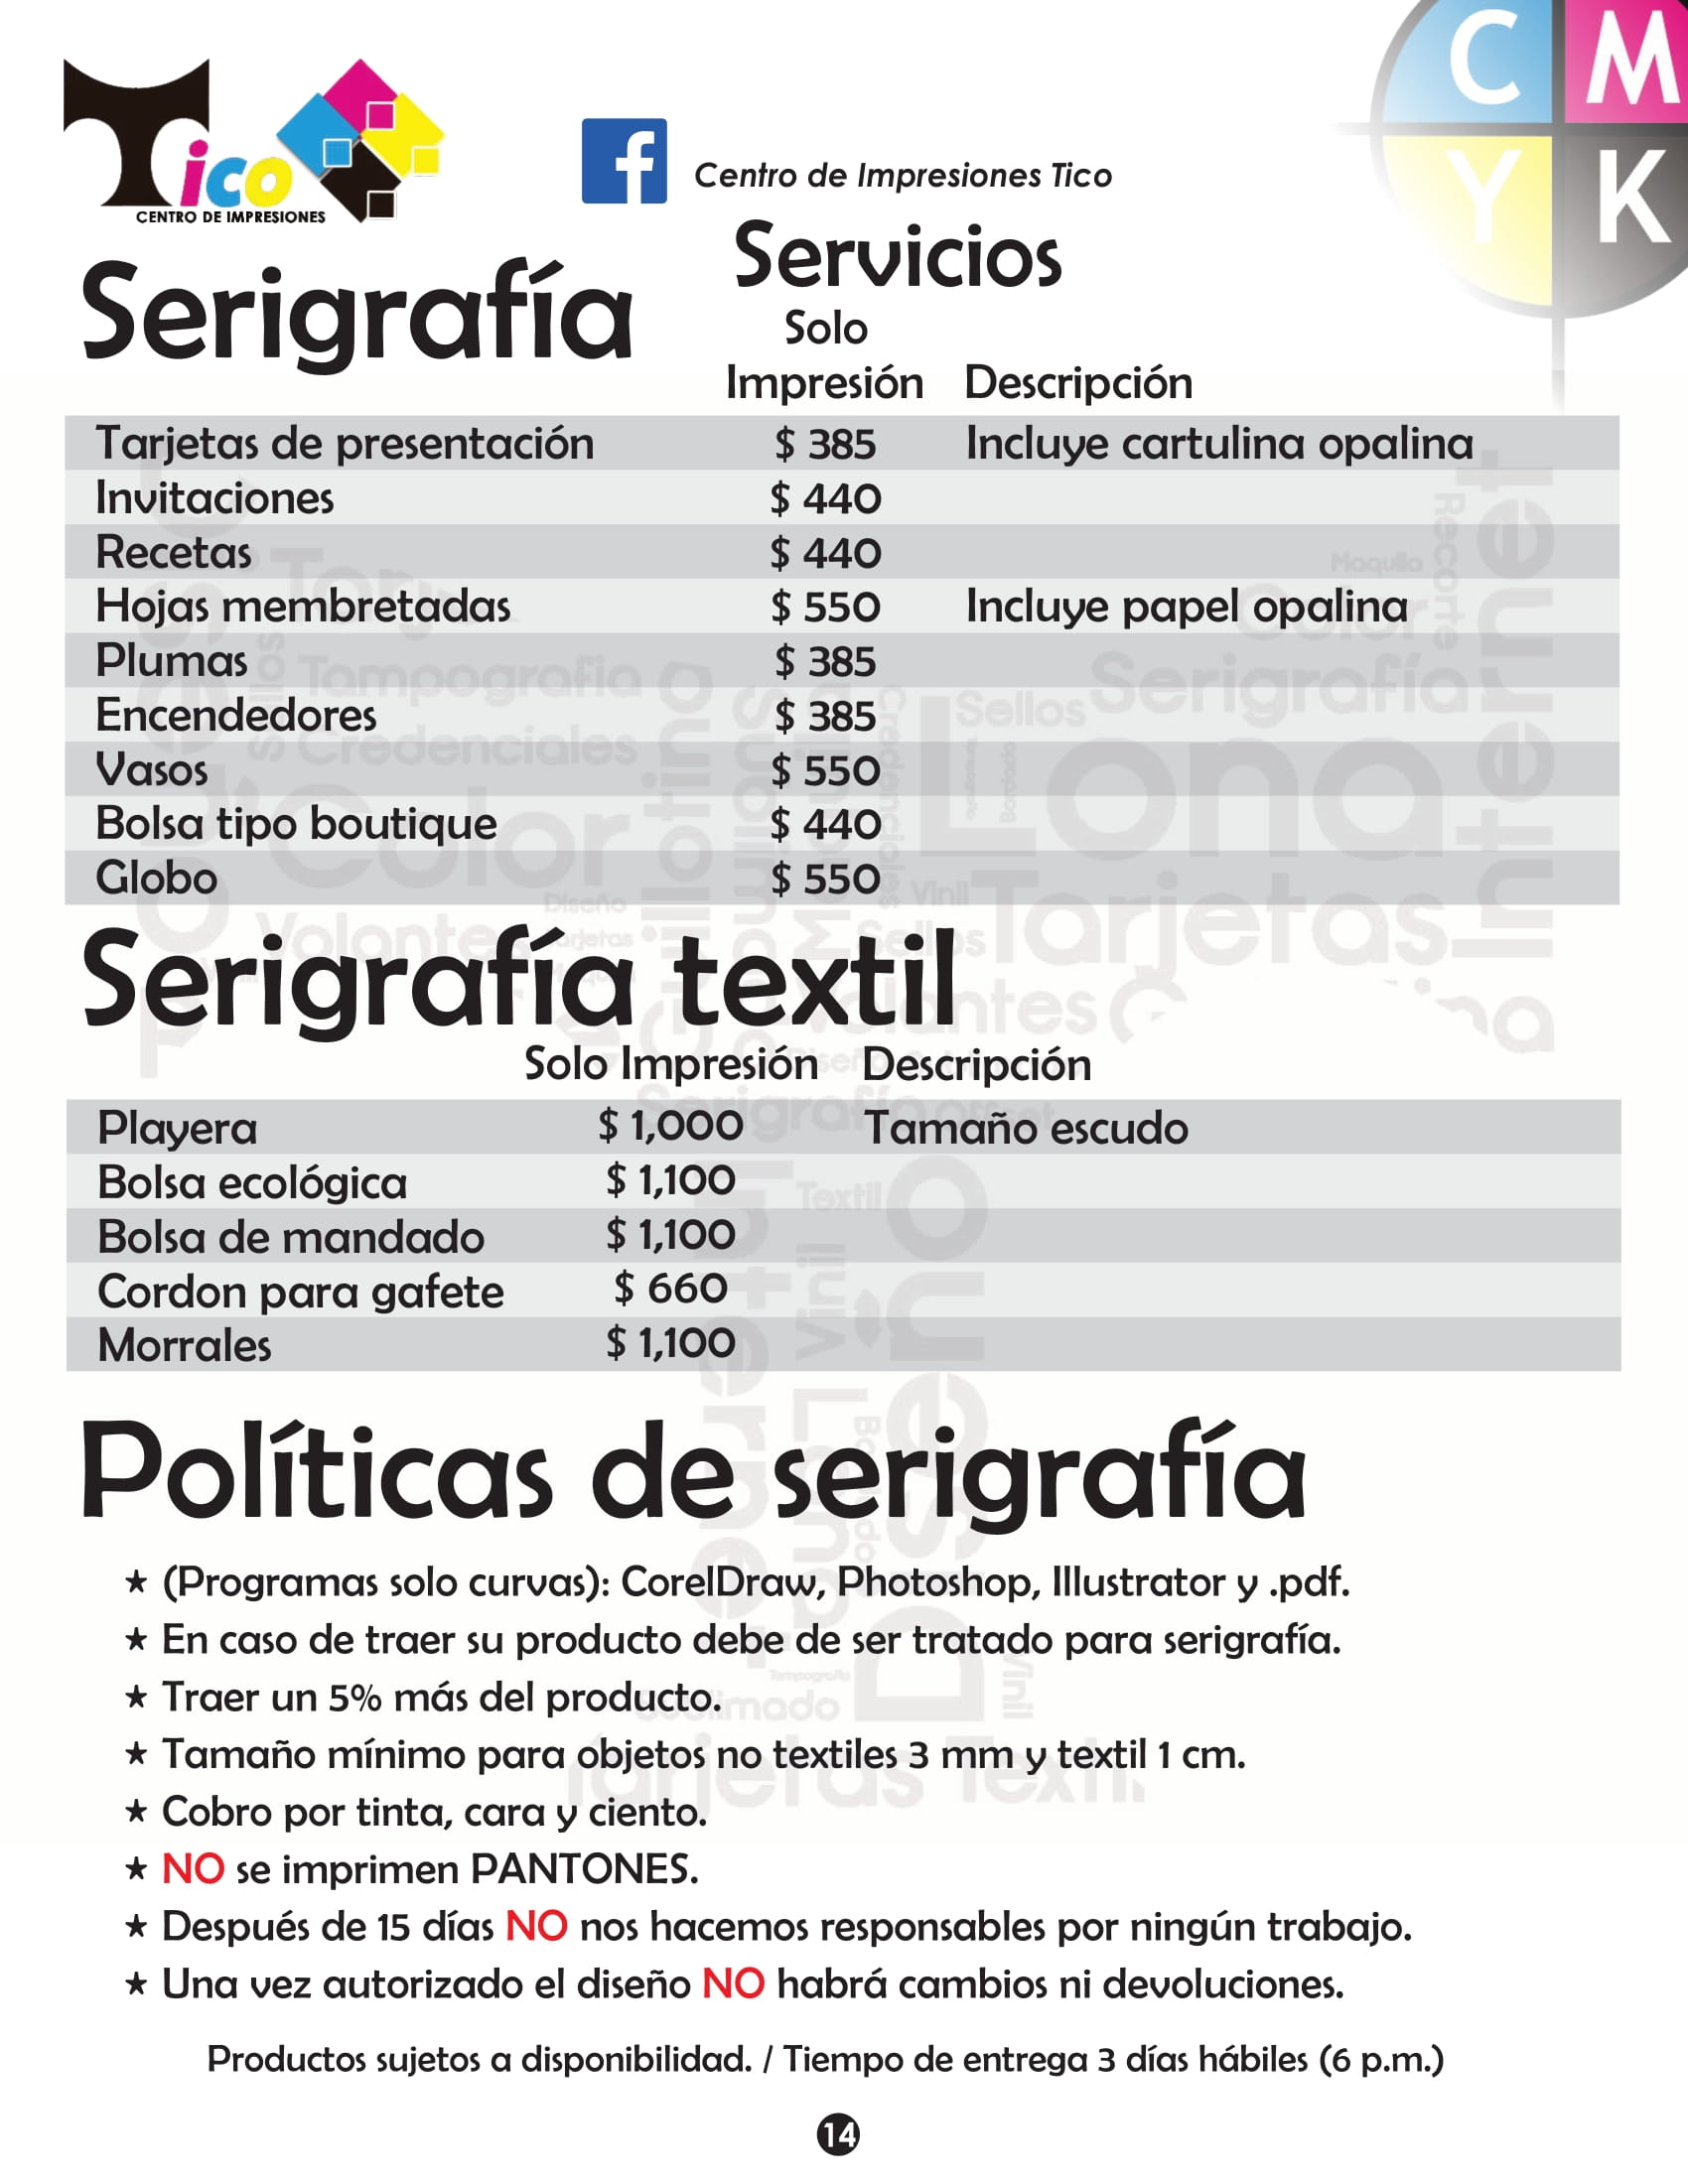 Tico
CENTRO DE IMPRESIONES
f
Centro de Impresiones Tico
C M
Y K
Servicios
Serigrafía
Solo
Impresión Descripción
Tarjetas de presentación $ 385 Incluye cartulina opalina
Invitaciones $ 440
Recetas $ 440
Hojas membretadas $ 550 Incluye papel opalina
Plumas $ 385
Encendedores $ 385
Vasos $ 550
Bolsa tipo boutique $ 440
Globo $ 550
Serigrafía textil
Solo Impresión Descripción
Playera $ 1,000 Tamaño escudo
Bolsa ecológica $ 1,100
Bolsa de mandado $ 1,100
Cordon para gafete $ 660
Morrales $ 1,100
Políticas de serigrafía
★ (Programas solo curvas): CorelDraw, Photoshop, Illustrator y .pdf.
★ En caso de traer su producto debe de ser tratado para serigrafía.
★ Traer un 5% más del producto.
★ Tamaño mínimo para objetos no textiles 3 mm y textil 1 cm.
★ Cobro por tinta, cara y ciento.
★ NO se imprimen PANTONES.
★ Después de 15 días NO nos hacemos responsables por ningún trabajo.
★ Una vez autorizado el diseño NO habrá cambios ni devoluciones.
Productos sujetos a disponibilidad. / Tiempo de entrega 3 días hábiles (6 p.m.)
14